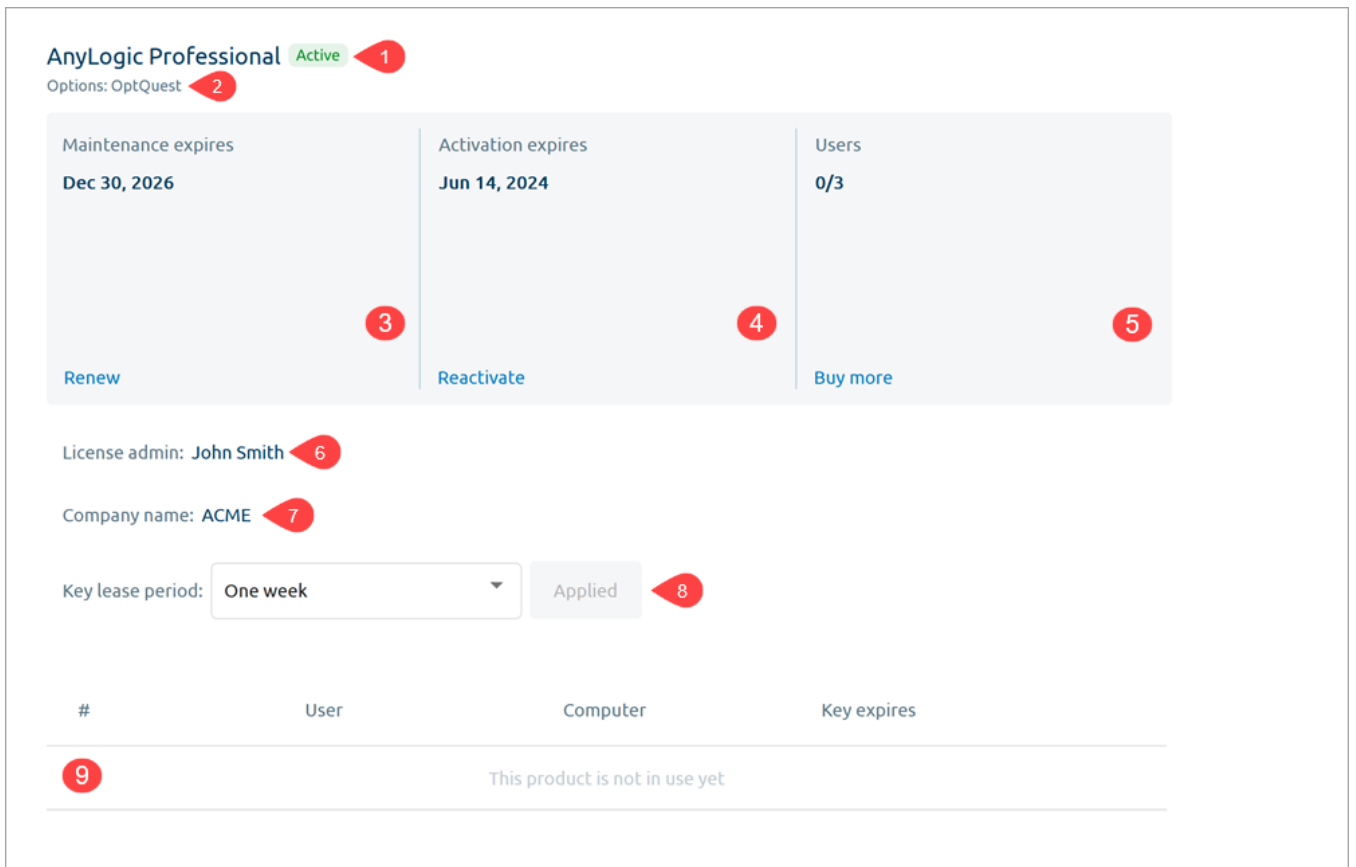 AnyLogic Professional Active 1
Options: OptQuest 2
Maintenance expires Activation expires Users
Dec 30, 2026 Jun 14, 2024 0/3
3 4 5
Renew Reactivate Buy more
License admin: John Smith 6
Company name: ACME 7
Key lease period: One week Applied 8
# User Computer Key expires
9 This product is not in use yet